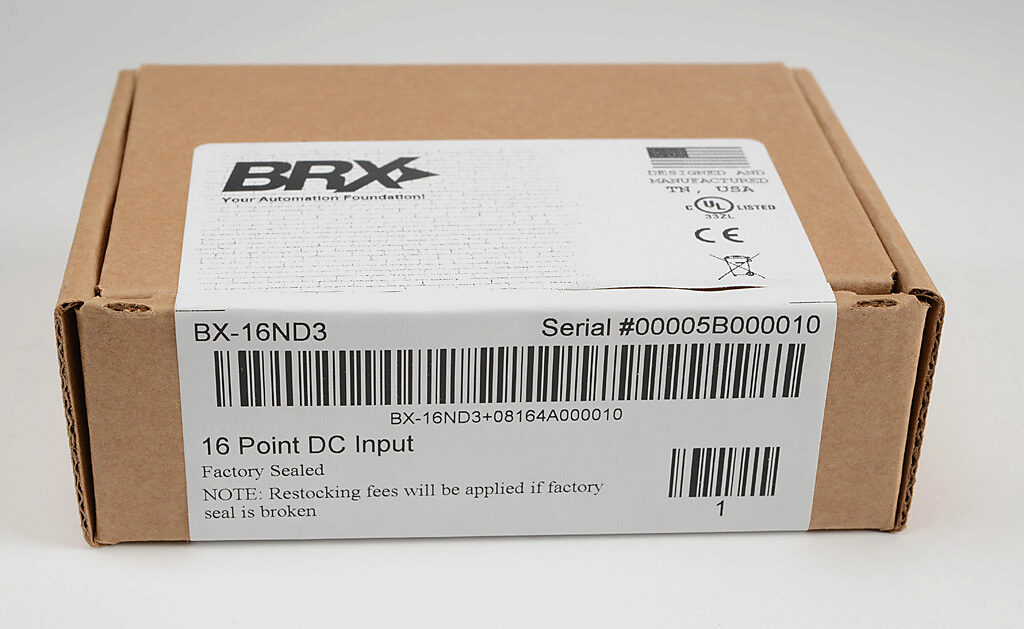 BRX
Your Automation Foundation!
DESIGNED AND
MANUFACTURED
TN, USA
C UL LISTED
33ZL
CE
BX-16ND3
Serial #00005B000010
BX-16ND3+08164A000010
16 Point DC Input
Factory Sealed
NOTE: Restocking fees will be applied if factory
seal is broken
1